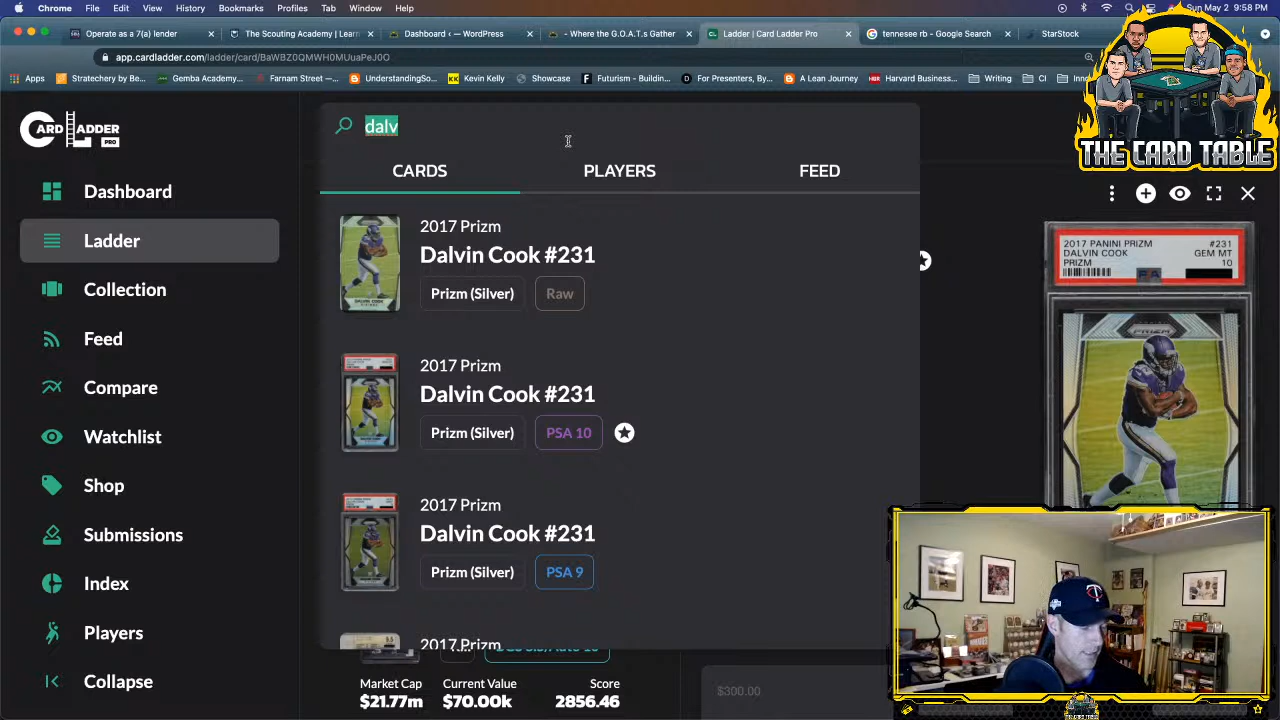 Chrome File Edit View History Bookmarks Profiles Tab Window Help
Sun May 2 9:58 PM
Operate as a 7(a) lender
The Scouting Academy | Learn
- Where the G.O.A.T.s Gather
Ladder | Card Ladder Pro
tennesee rb - Google Search
StarStock
app.cardladder.com/ladder/card/BaWBZ0QMWH0MUuaPeJ0O
Apps
Stratechery by Be...
Gemba Academy...
Farnam Street...
UnderstandingSo...
KK Kevin Kelly
Showcase
Futurism - Buildin...
For Presenters, By...
A Lean Journey
HBR Harvard Business...
Writing
CI
THE CARD TABLE
CARD LADDER
PRO
dalv
CARDS PLAYERS FEED
Dashboard
Ladder
Collection
Feed
Compare
Watchlist
Shop
Submissions
Index
Players
Collapse
2017 Prizm
Dalvin Cook #231
Prizm (Silver) Raw
2017 Prizm
Dalvin Cook #231
Prizm (Silver) PSA 10
2017 Prizm
Dalvin Cook #231
Prizm (Silver) PSA 9
2017 Prizm
Market Cap Current Value Score
$21.77m $70.00k 2856.46
$300.00
2017 PANINI PRIZM #231
DALVIN COOK GEM MT
PRIZM 10
PRIZM